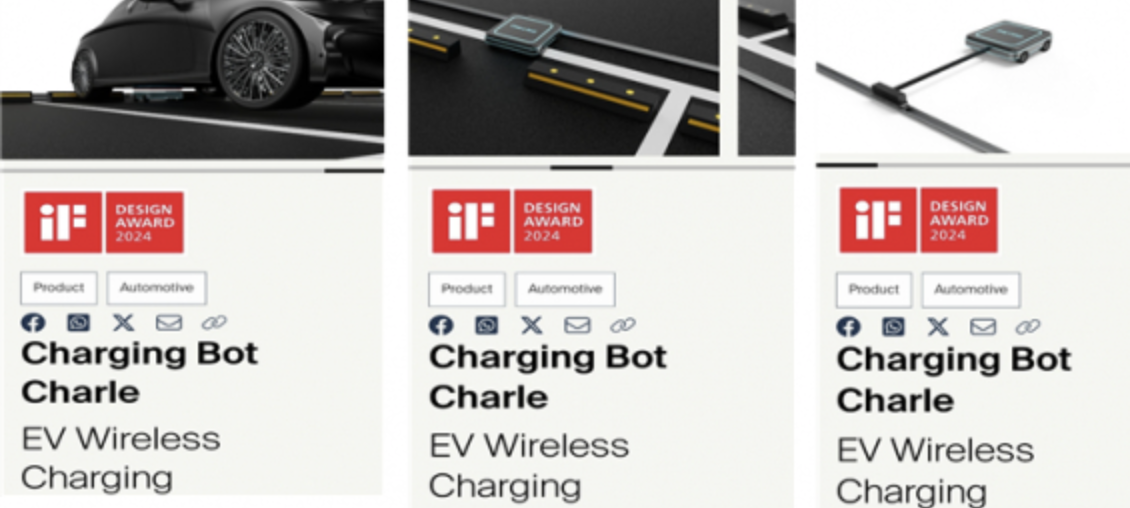 iF
DESIGN
AWARD
2024
Product
Automotive
Charging Bot
Charle
EV Wireless
Charging
iF
DESIGN
AWARD
2024
Product
Automotive
Charging Bot
Charle
EV Wireless
Charging
iF
DESIGN
AWARD
2024
Product
Automotive
Charging Bot
Charle
EV Wireless
Charging